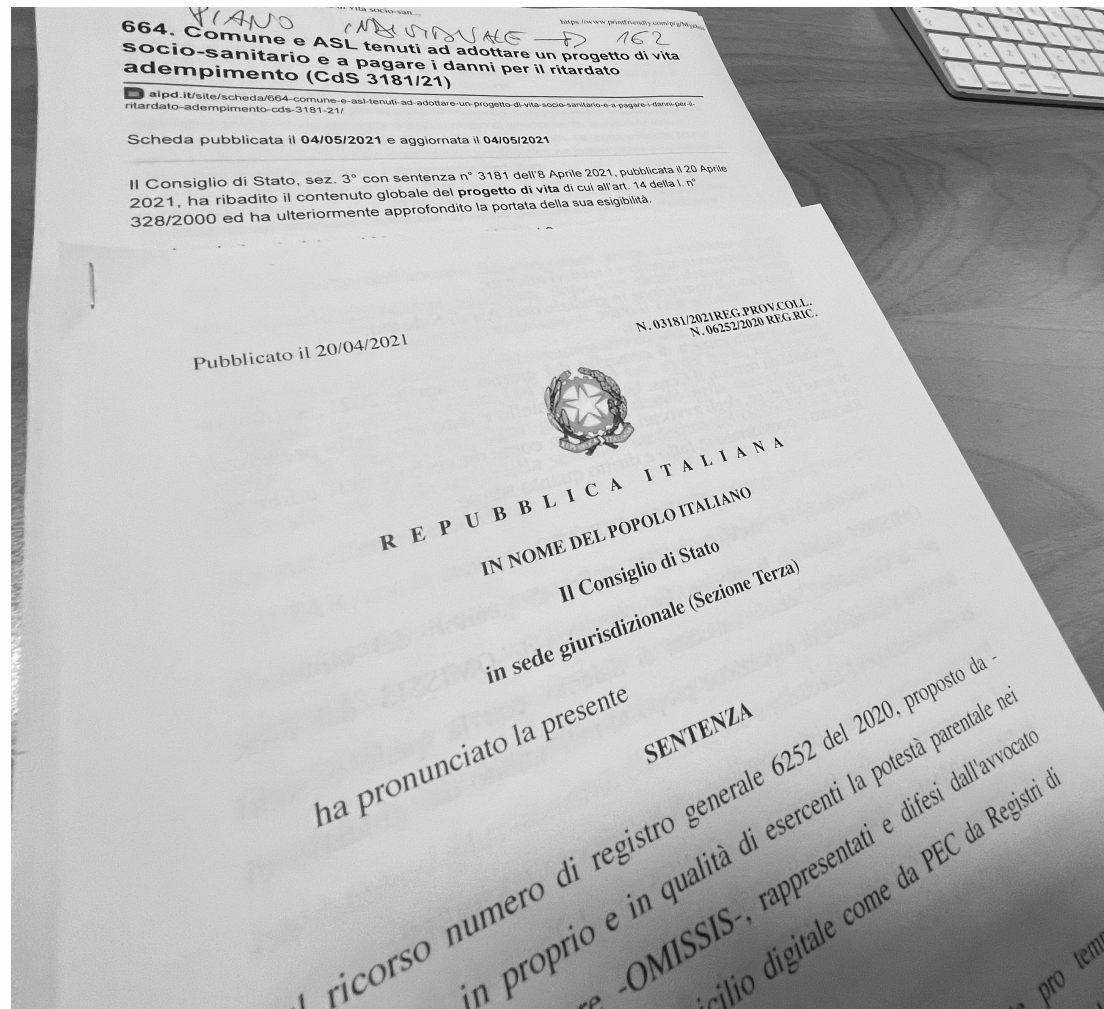 di vita socio-san...
https://www.printfriendly.com/p/g/My
PIANO INDIVIDUALE → 162
664. Comune e ASL tenuti ad adottare un progetto di vita
socio-sanitario e a pagare i danni per il ritardato
adempimento (CdS 3181/21)
aipd.it/site/scheda/664-comune-e-asl-tenuti-ad-adottare-un-progetto-di-vita-socio-sanitario-e-a-pagare-i-danni-per-il-
ritardato-adempimento-cds-3181-21/
Scheda pubblicata il 04/05/2021 e aggiornata il 04/05/2021
Il Consiglio di Stato, sez. 3° con sentenza n° 3181 dell'8 Aprile 2021, pubblicata il 20 Aprile
2021, ha ribadito il contenuto globale del progetto di vita di cui all'art. 14 della l. n°
328/2000 ed ha ulteriormente approfondito la portata della sua esigibilità.
Pubblicato il 20/04/2021
N. 03181/2021REG.PROV.COLL.
N. 06252/2020 REG.RIC.
REPUBBLICA ITALIANA
IN NOME DEL POPOLO ITALIANO
Il Consiglio di Stato
in sede giurisdizionale (Sezione Terza)
ha pronunciato la presente
SENTENZA
ricorso numero di registro generale 6252 del 2020, proposto da -
in proprio e in qualità di esercenti la potestà parentale nei
-OMISSIS-, rappresentati e difesi dall'avvocato
digitale come da PEC da Registri di
pro